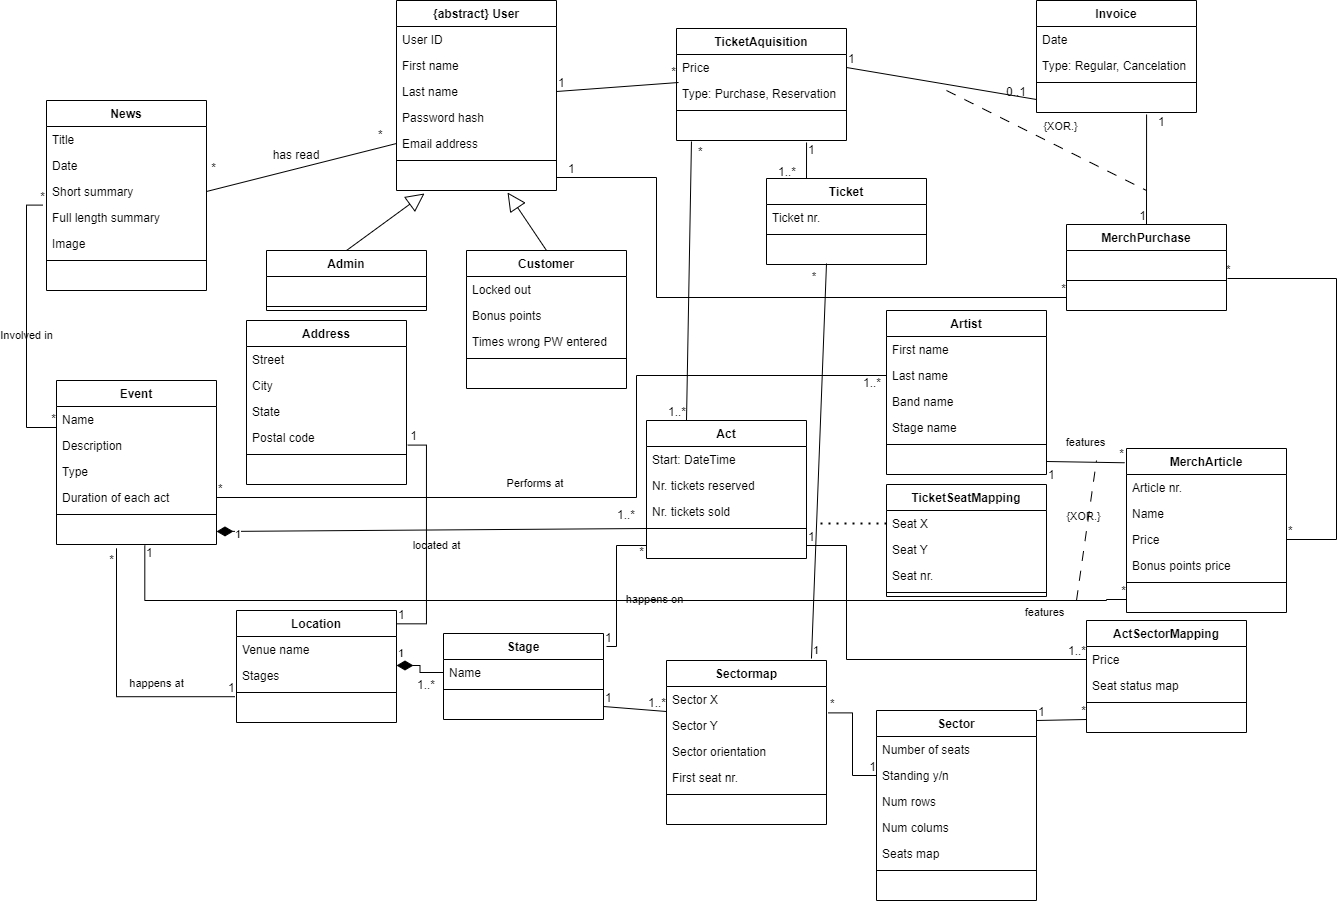 {abstract} User
User ID
First name
Last name
Password hash
Email address
TicketAquisition
Price
Type: Purchase, Reservation
Invoice
Date
Type: Regular, Cancelation
1
*
1
0..1
{XOR.}
1
1
News
Title
Date
Short summary
Full length summary
Image
*
has read
*
*
1
*
1
1..*
Ticket
Ticket nr.
*
MerchPurchase
*
*
Admin
Customer
Locked out
Bonus points
Times wrong PW entered
Address
Street
City
State
Postal code
1
Involved in
*
Event
Name
Description
Type
Duration of each act
*
Performs at
1..*
1
1..*
located at
*
1
Artist
First name
Last name
Band name
Stage name
1..*
Act
Start: DateTime
Nr. tickets reserved
Nr. tickets sold
1
*
TicketSeatMapping
Seat X
Seat Y
Seat nr.
features
1
*
{XOR.}
MerchArticle
Article nr.
Name
Price
Bonus points price
*
*
features
happens on
Location
Venue name
Stages
1
1
1..*
happens at
1
Stage
Name
1
1
1..*
1
Sectormap
Sector X
Sector Y
Sector orientation
First seat nr.
*
1
Sector
Number of seats
Standing y/n
Num rows
Num colums
Seats map
1
*
ActSectorMapping
Price
Seat status map
1..*